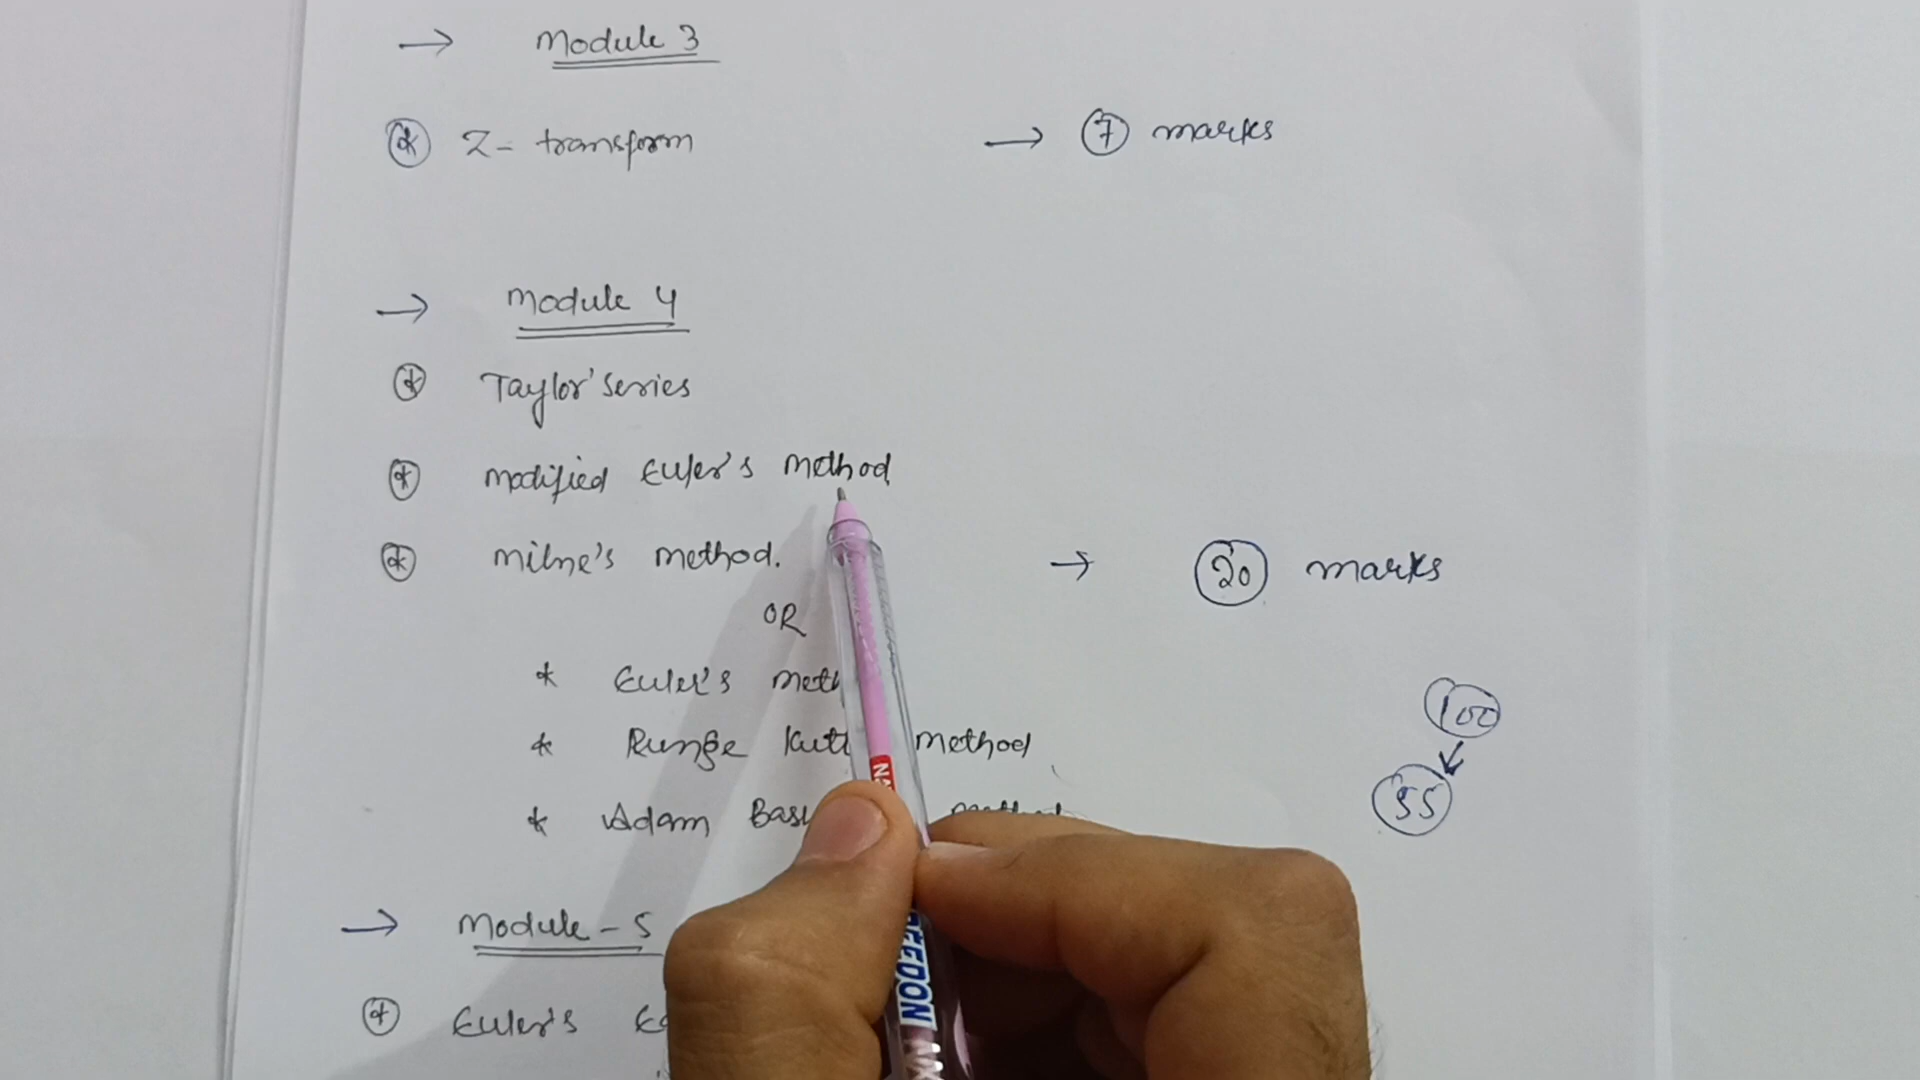 → Module 3
* Z- transform → 7 marks
→ Module 4
* Taylor' Series
* modified Euler's Method
* milne's method. → 20 marks
OR
* Euler's
* Runge method
100
↓
* Adam
55
→ Module - 5
* Euler's